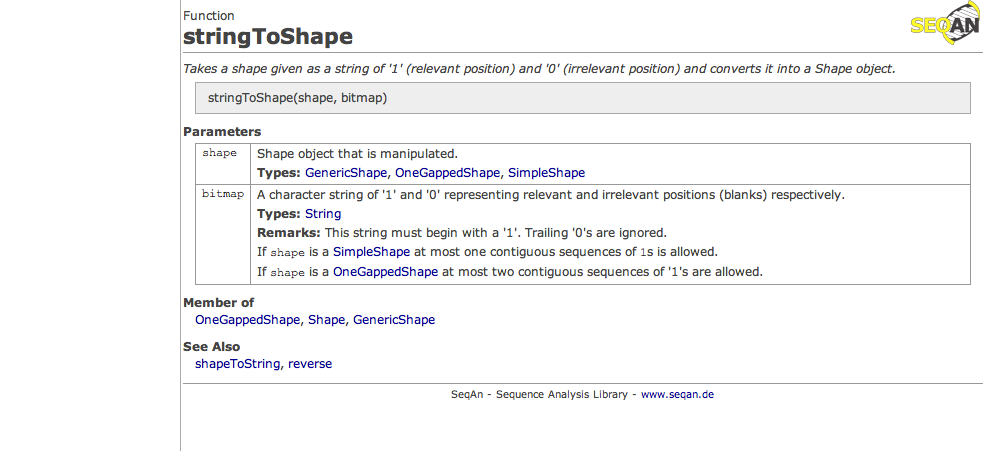 Function
SEQAN
stringToShape
Takes a shape given as a string of '1' (relevant position) and '0' (irrelevant position) and converts it into a Shape object.
stringToShape(shape, bitmap)
Parameters
shape
Shape object that is manipulated.
Types: GenericShape, OneGappedShape, SimpleShape
bitmap
A character string of '1' and '0' representing relevant and irrelevant positions (blanks) respectively.
Types: String
Remarks: This string must begin with a '1'. Trailing '0's are ignored.
If shape is a SimpleShape at most one contiguous sequences of 1s is allowed.
If shape is a OneGappedShape at most two contiguous sequences of '1's are allowed.
Member of
OneGappedShape, Shape, GenericShape
See Also
shapeToString, reverse
SeqAn - Sequence Analysis Library - www.seqan.de